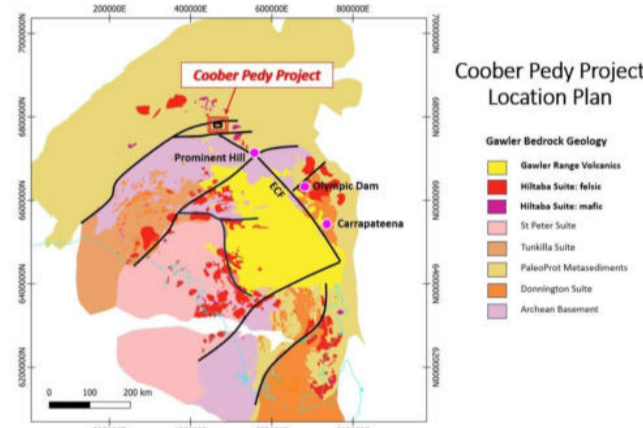 200000E 400000E 600000E 800000E
7000000N
7000000N
Coober Pedy Project
6800000N
6800000N
Prominent Hill
ECF
Olympic Dam
6600000N
6600000N
Carrapateena
6400000N
6400000N
6200000N
6200000N
0 100 200 km
Coober Pedy Project
Location Plan
Gawler Bedrock Geology
Gawler Range Volcanics
Hiltaba Suite: felsic
Hiltaba Suite: mafic
St Peter Suite
Tunkilla Suite
PaleoProt Metasediments
Donnington Suite
Archean Basement